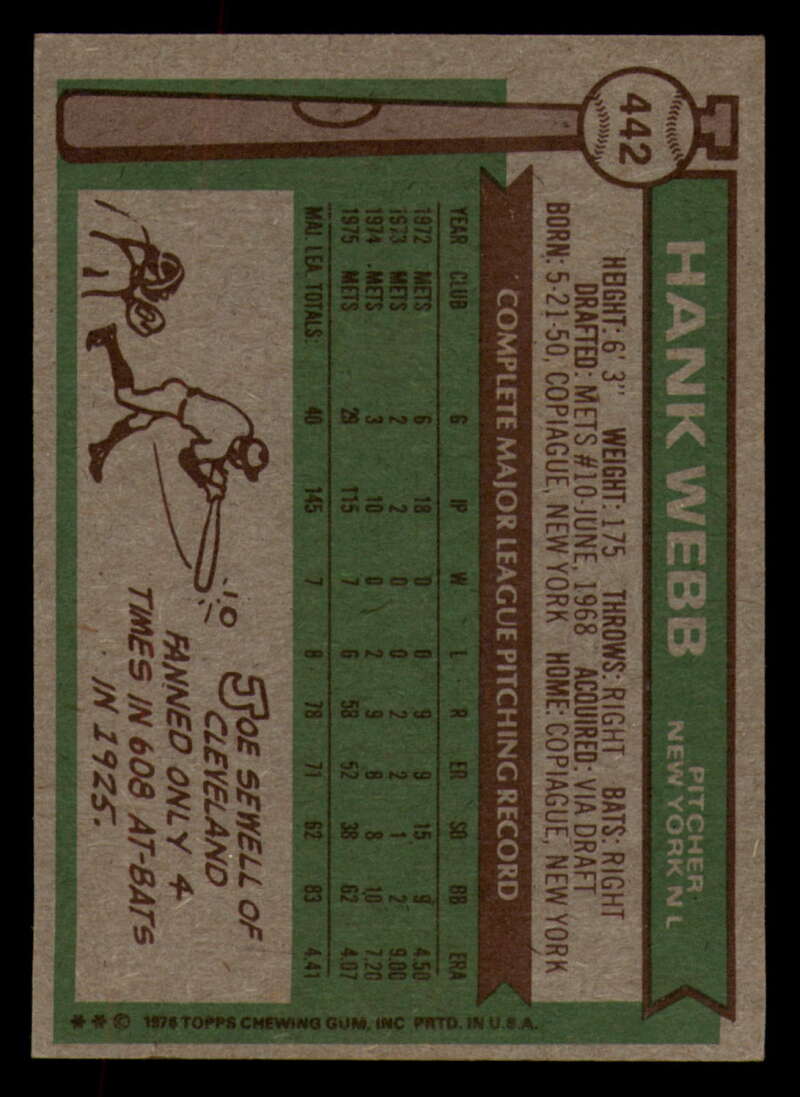 442
HANK WEBB
PITCHER
NEW YORK N L
HEIGHT: 6' 3" WEIGHT: 175 THROWS: RIGHT BATS: RIGHT
DRAFTED: METS #10-JUNE, 1968 ACQUIRED: VIA DRAFT
BORN: 5-21-50, COPIAGUE, NEW YORK HOME: COPIAGUE, NEW YORK
COMPLETE MAJOR LEAGUE PITCHING RECORD
YEAR CLUB G IP W L R ER SO BB ERA
1972 METS 6 18 0 0 9 9 15 9 4.50
1973 METS 2 2 0 0 2 2 1 2 9.00
1974 METS 3 10 0 2 9 8 8 10 7.20
1975 METS 29 115 7 6 58 52 38 62 4.07
MAJ. LEA. TOTALS: 40 145 7 8 78 71 62 83 4.41
JOE SEWELL OF
CLEVELAND
FANNED ONLY 4
TIMES IN 608 AT-BATS
IN 1925.
* * © 1976 TOPPS CHEWING GUM, INC PRTD. IN U.S.A.